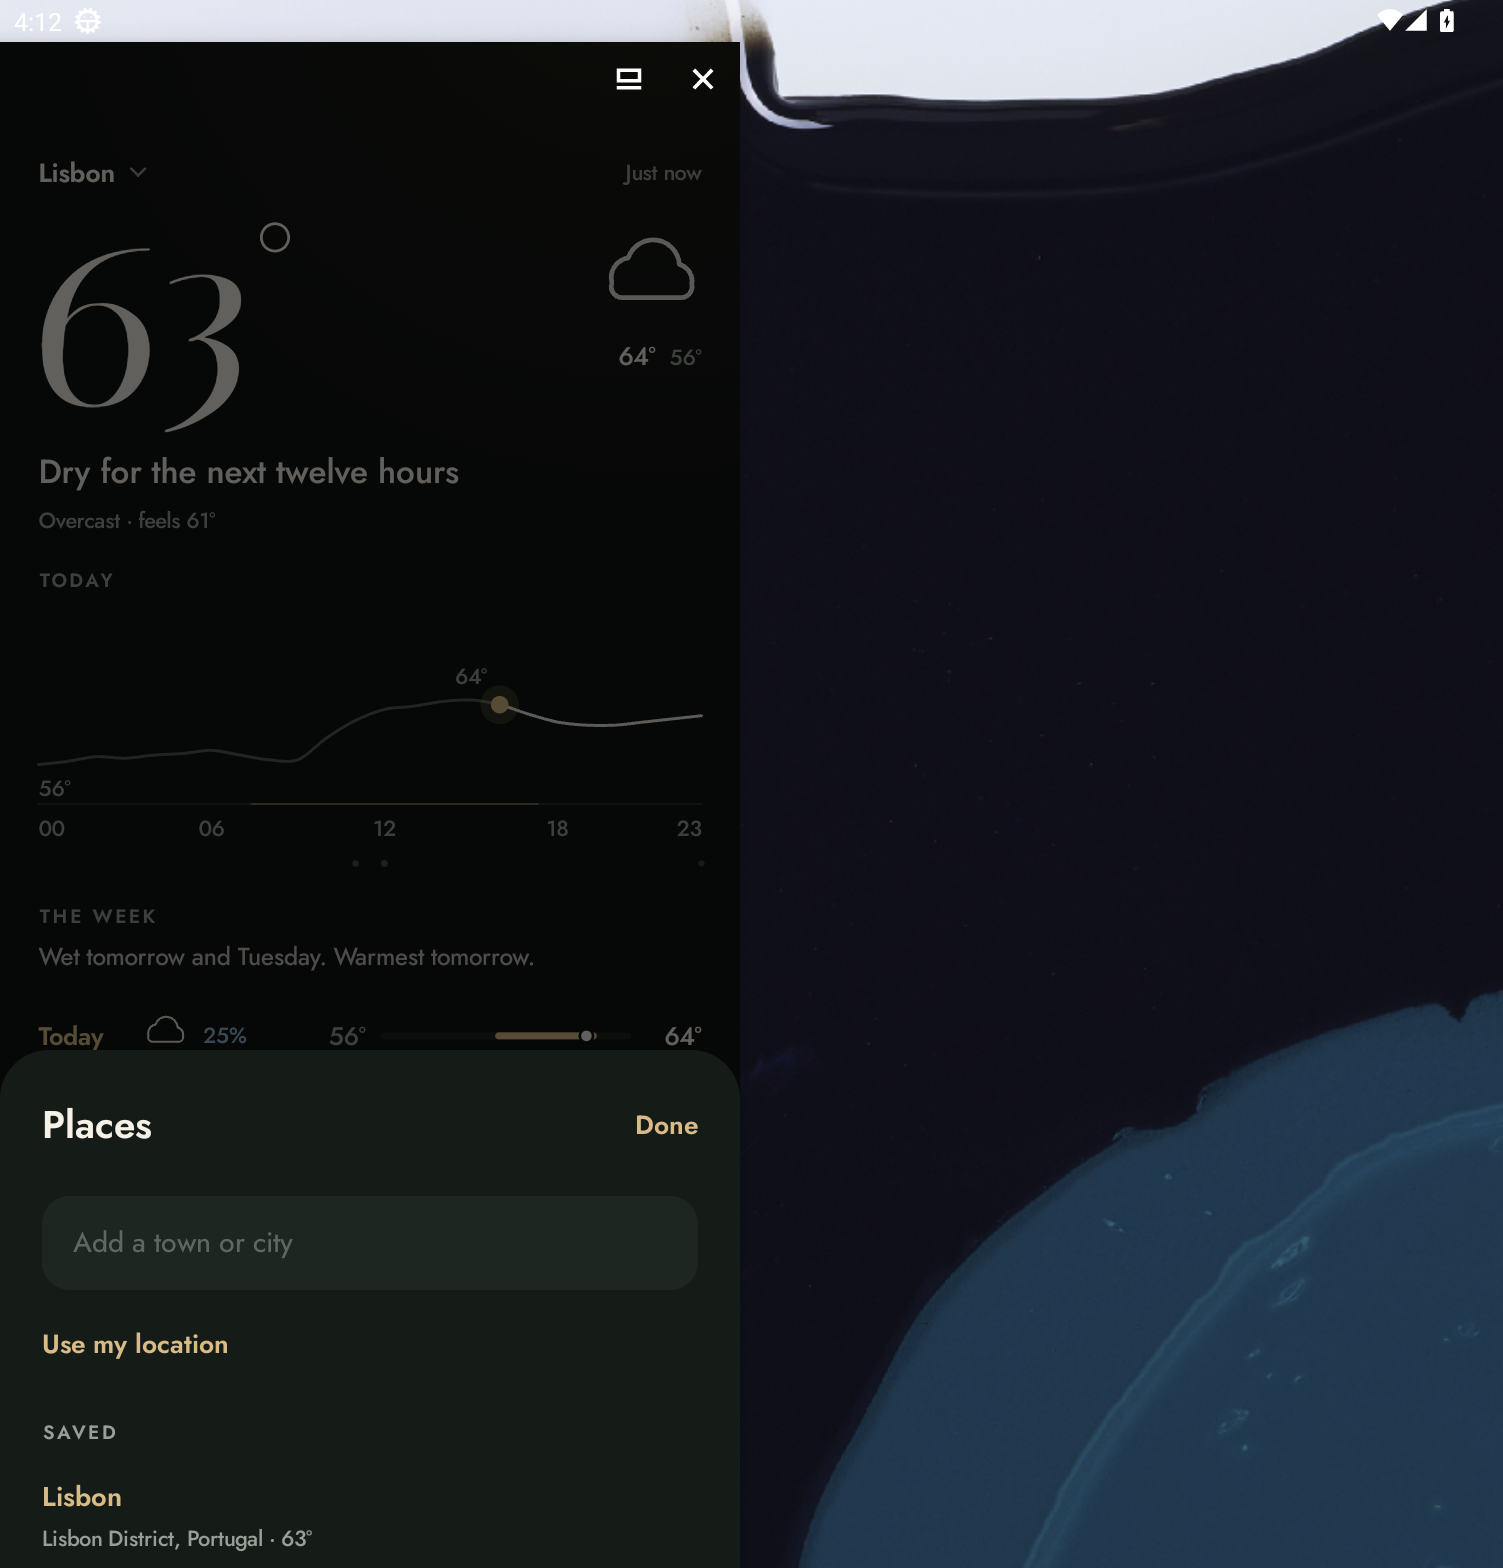 4:12
Lisbon
Just now
63°
64° 56°
Dry for the next twelve hours
Overcast · feels 61°
TODAY
64°
56°
00 06 12 18 23
THE WEEK
Wet tomorrow and Tuesday. Warmest tomorrow.
Today 25% 56° 64°
Places
Done
Add a town or city
Use my location
SAVED
Lisbon
Lisbon District, Portugal · 63°